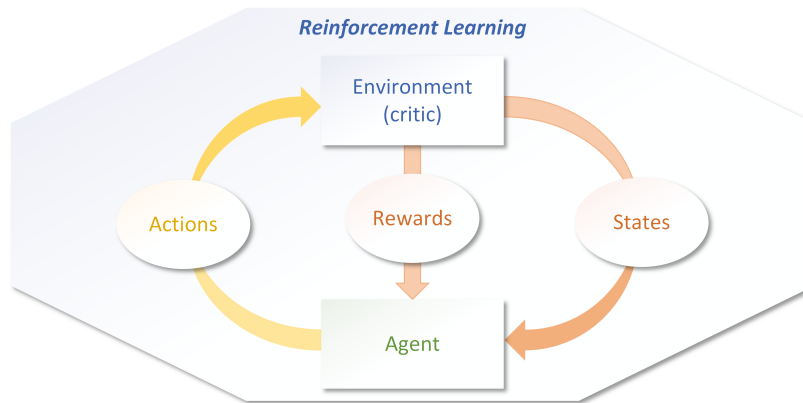 Reinforcement Learning
Environment
(critic)
Actions
Rewards
States
Agent